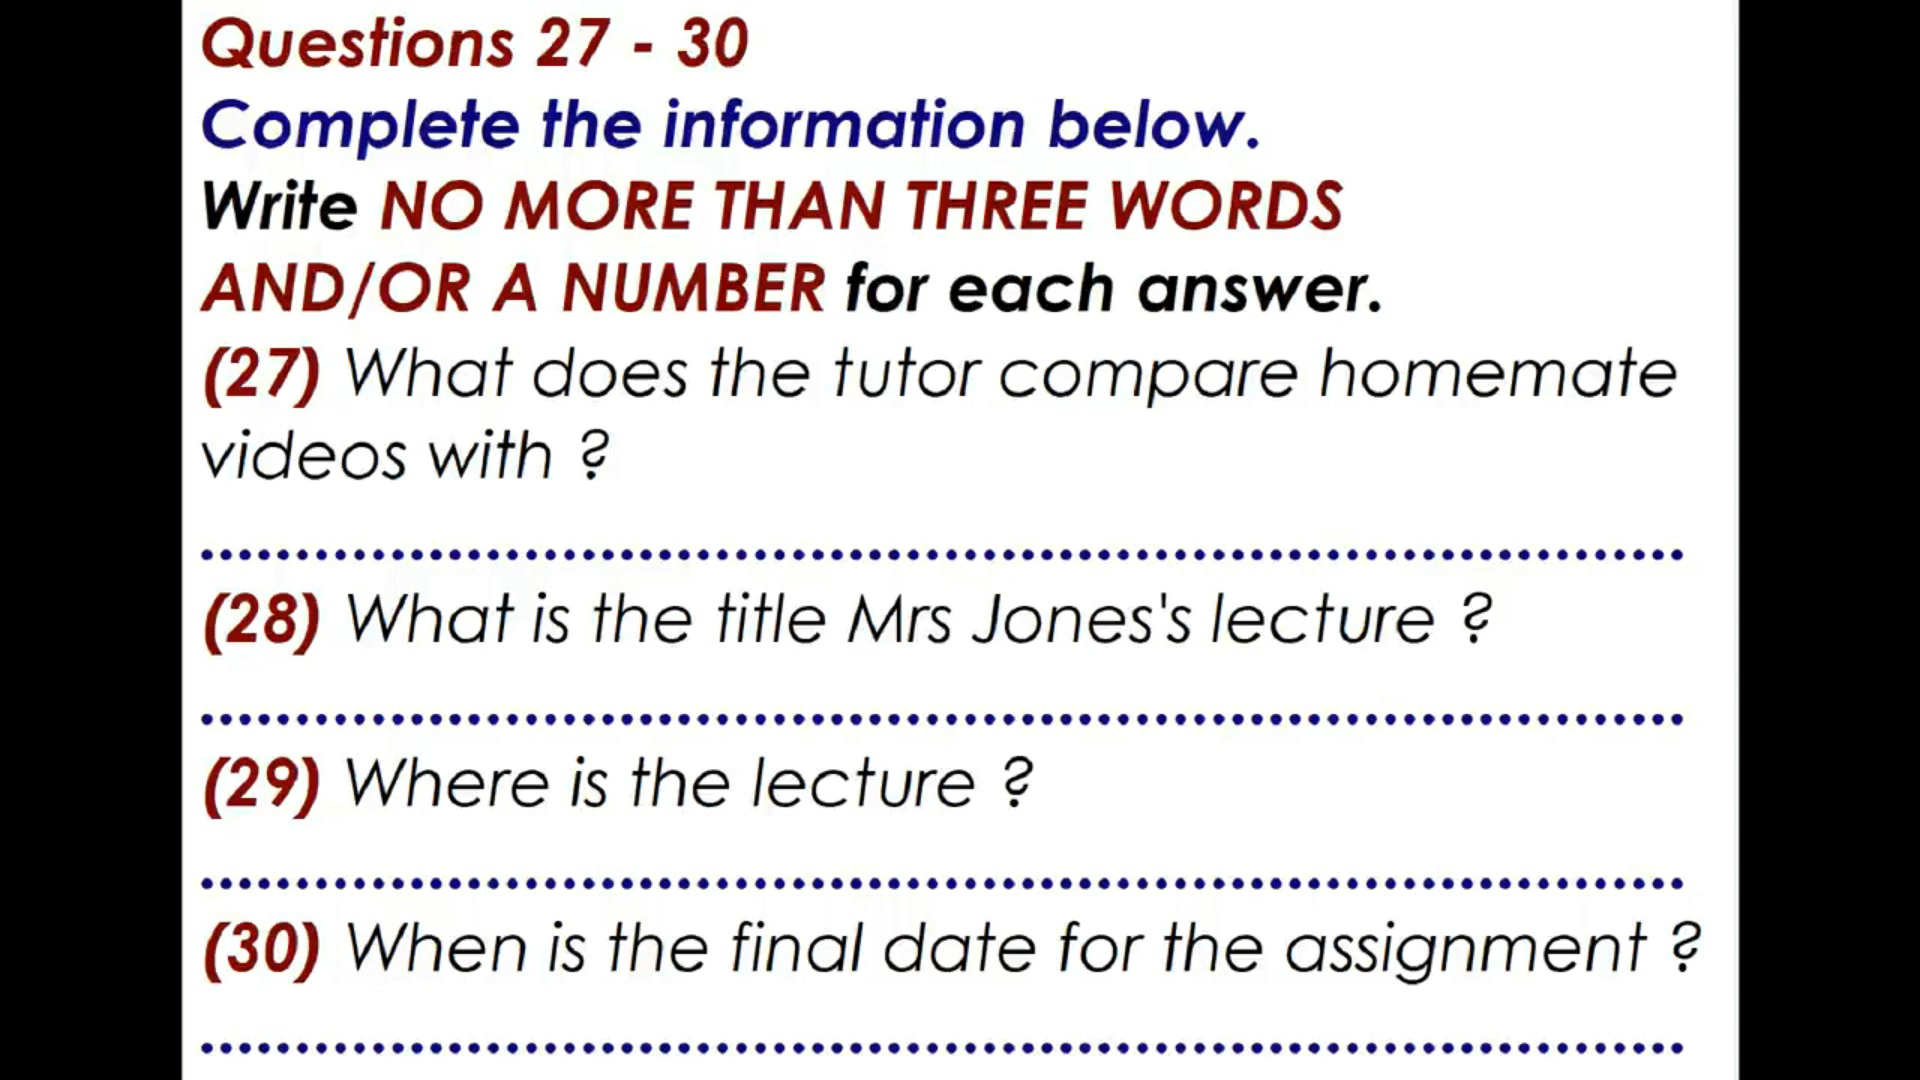 Questions 27 - 30
Complete the information below.
Write NO MORE THAN THREE WORDS
AND/OR A NUMBER for each answer.
(27) What does the tutor compare homemate
videos with ?
..............................................................................
(28) What is the title Mrs Jones's lecture ?
..............................................................................
(29) Where is the lecture ?
..............................................................................
(30) When is the final date for the assignment ?
..............................................................................